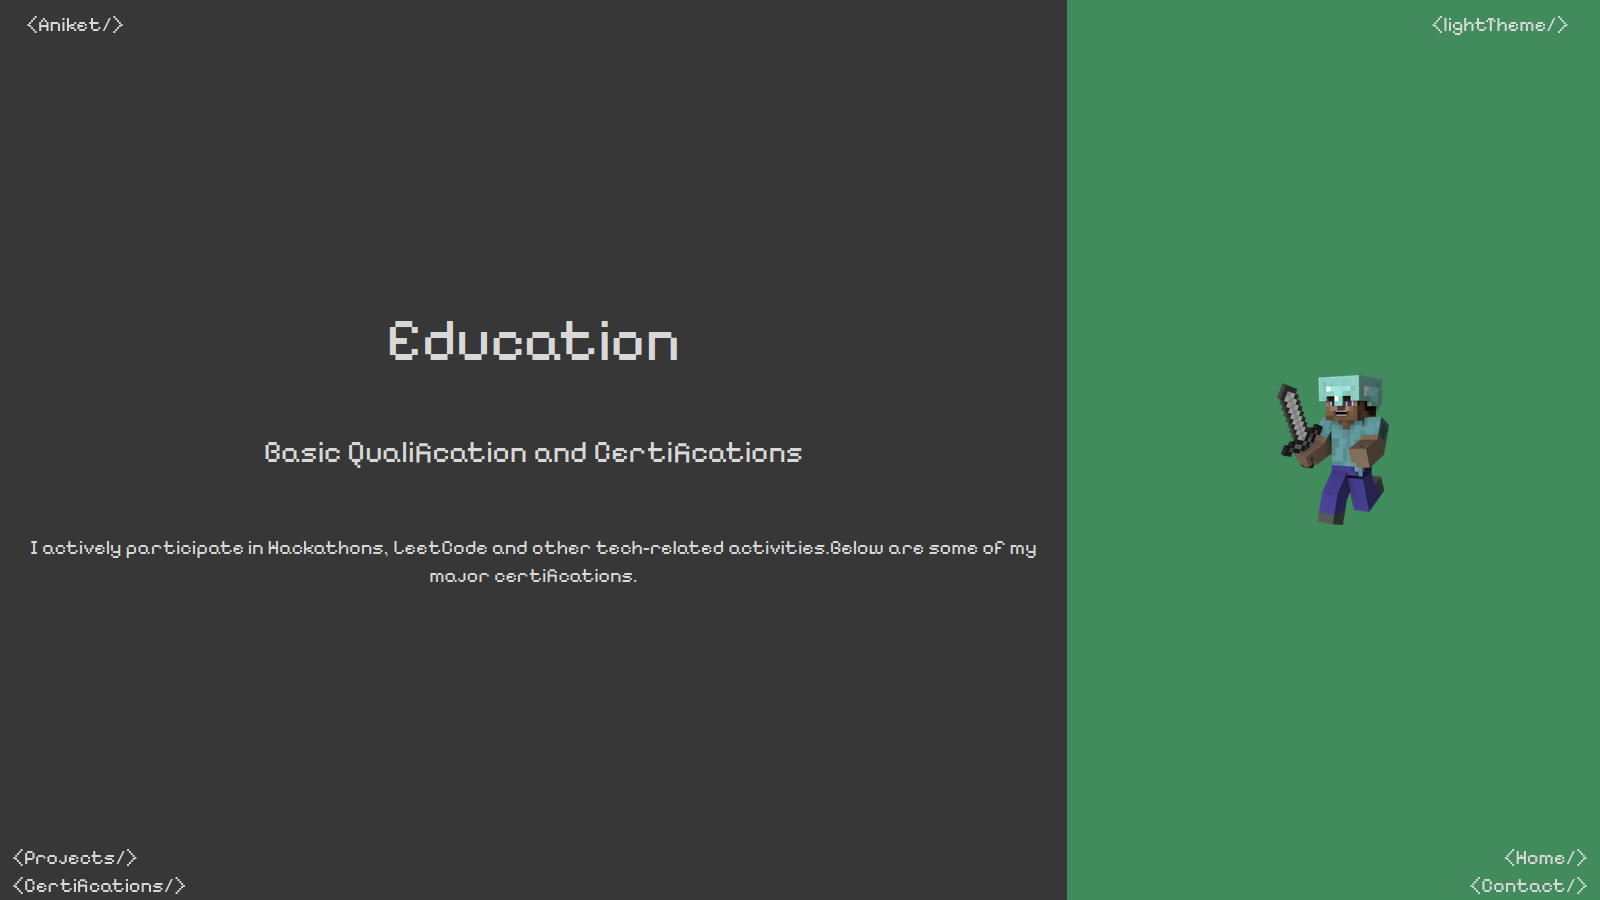 <Aniket/>
<lightTheme/>
Education
Basic Qualification and Certifications
I actively participate in Hackathons, LeetCode and other tech-related activities.Below are some of my
major certifications.
<Projects/>
<Home/>
<Certifications/>
<Contact/>